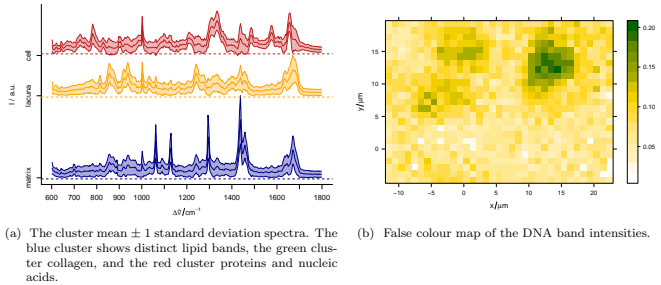 cell
lacuna
matrix
I / a.u.
600 700 800 900 1000 1200 1300 1400 1500 1600 1800
Δν̃/cm⁻¹
(a) The cluster mean ± 1 standard deviation spectra. The
blue cluster shows distinct lipid bands, the green clus-
ter collagen, and the red cluster proteins and nucleic
acids.
15
10
5
0
y/μm
-10 -5 0 5 10 15 20
x/μm
0.20
0.15
0.10
0.05
(b) False colour map of the DNA band intensities.